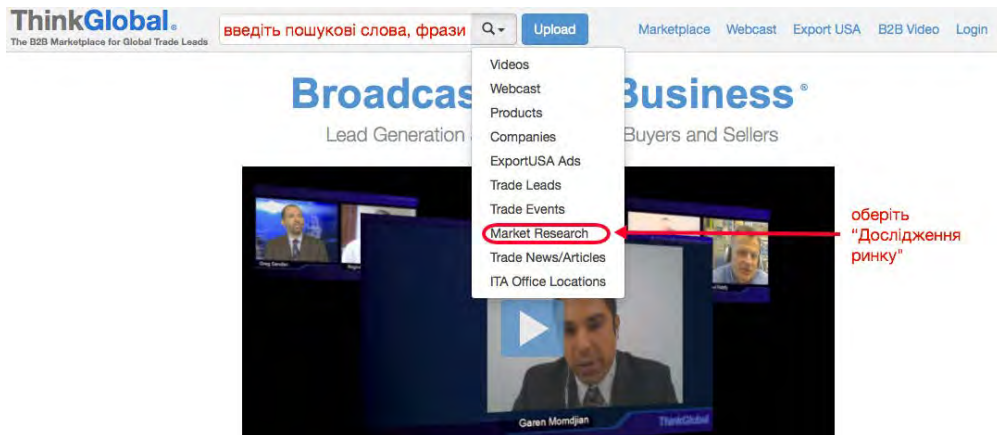 ThinkGlobal®
The B2B Marketplace for Global Trade Leads
введіть пошукові слова, фрази
Upload
Marketplace Webcast Export USA B2B Video Login
Videos
Webcast
Products
Companies
ExportUSA Ads
Trade Leads
Trade Events
Market Research
Trade News/Articles
ITA Office Locations
Broadcas Business®
Lead Generation Buyers and Sellers
оберіть
"Дослідження
ринку"
Garen Momdjian
ThinkGlobal